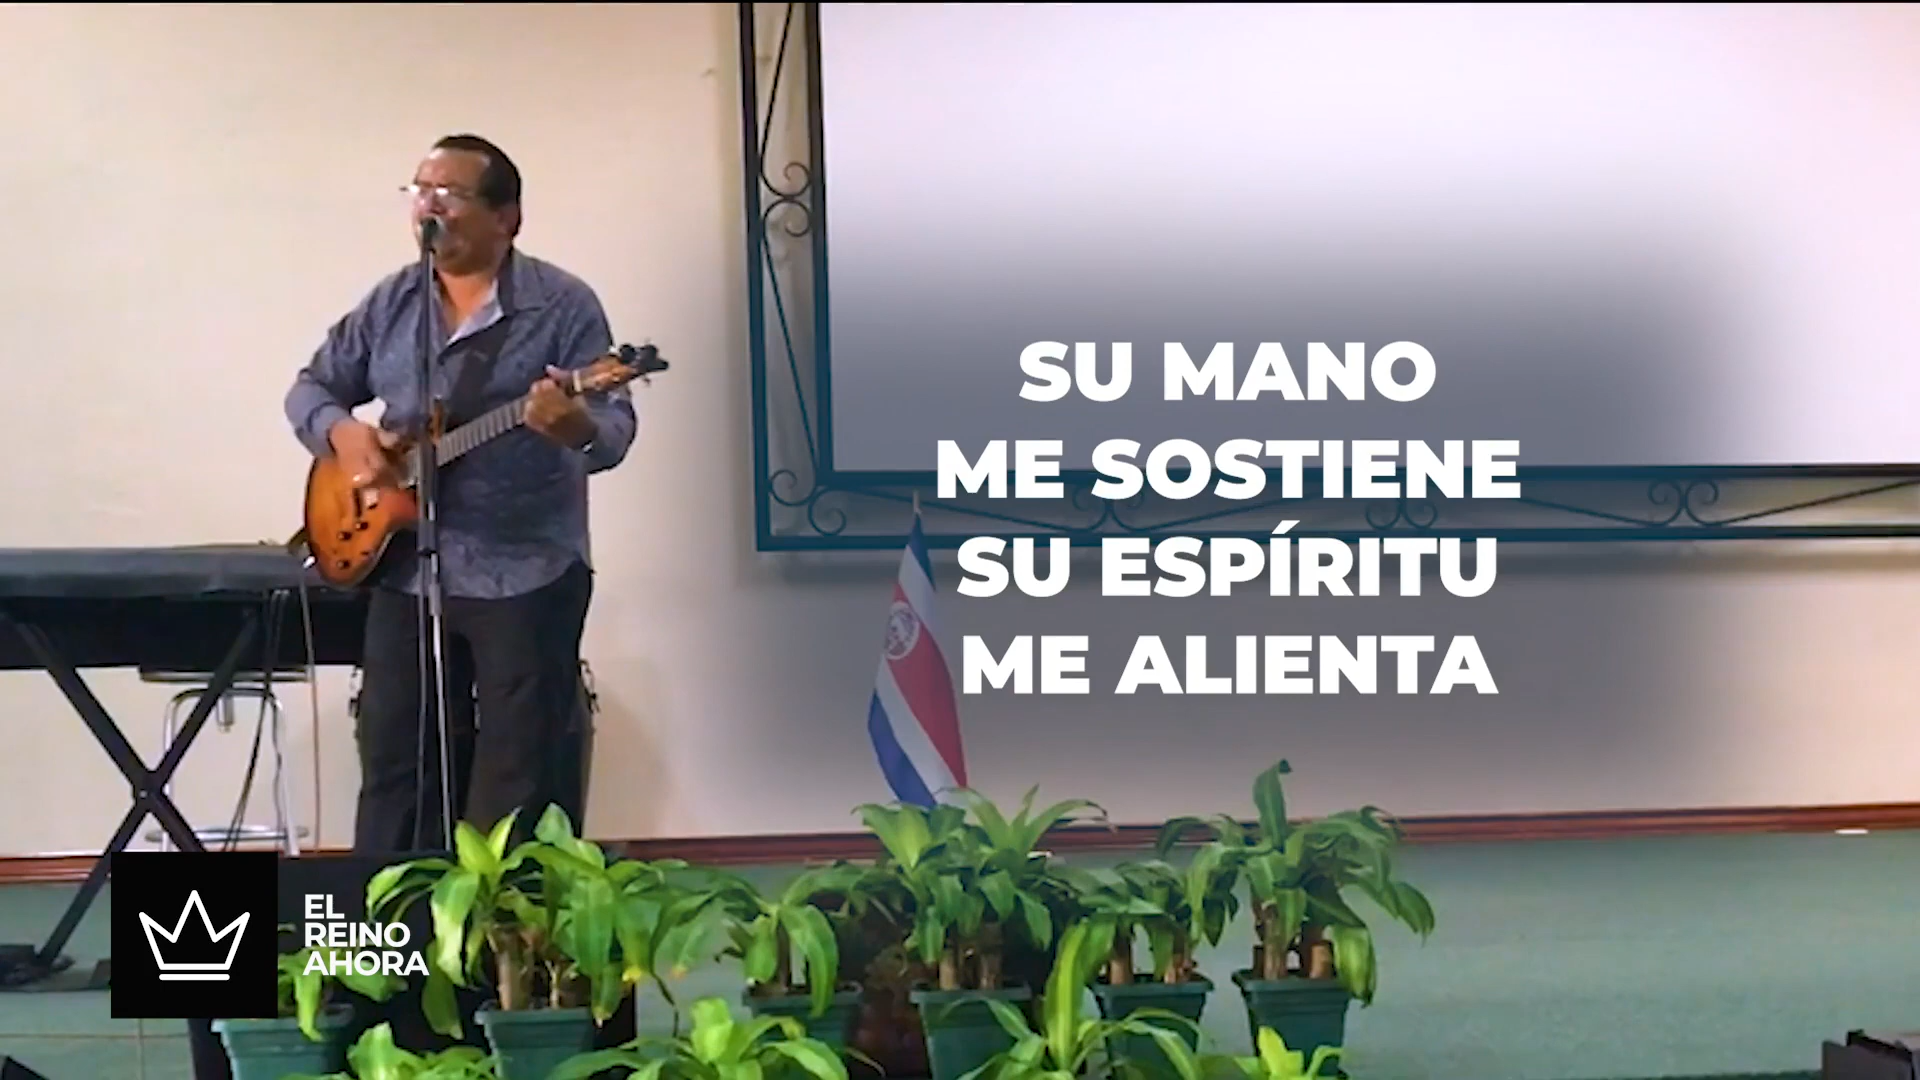 SU MANO
ME SOSTIENE
SU ESPÍRITU
ME ALIENTA
EL
REINO
AHORA